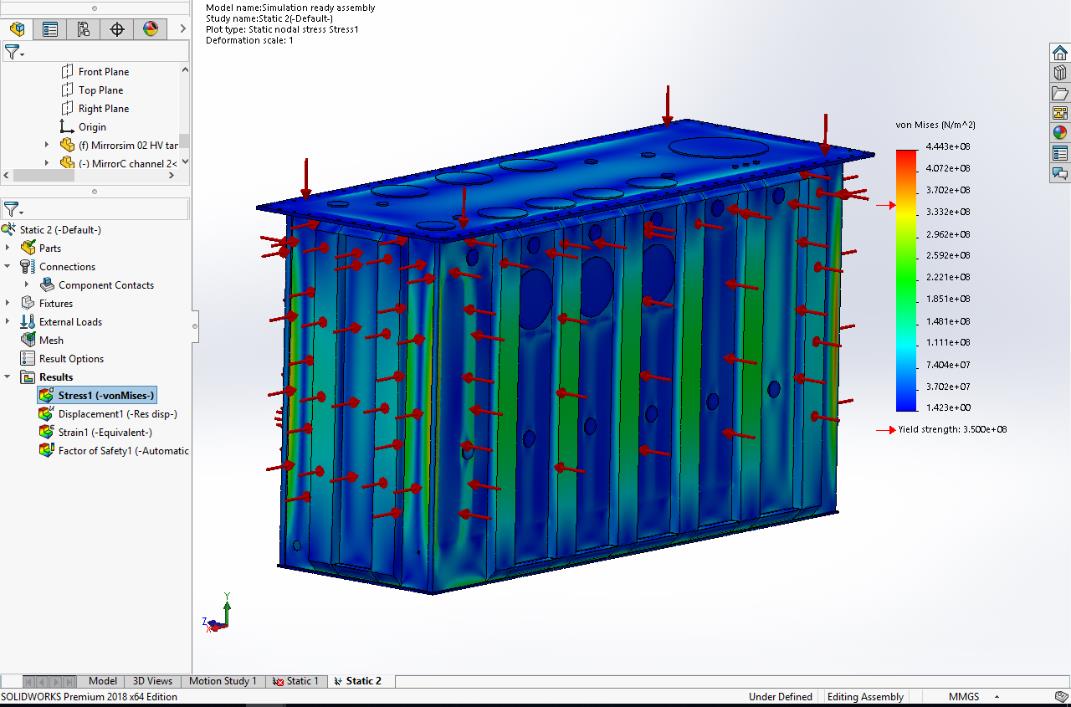 Model name:Simulation ready assembly
Study name:Static 2(-Default-)
Plot type: Static nodal stress Stress1
Deformation scale: 1
Front Plane
Top Plane
Right Plane
Origin
(f) Mirrorsim 02 HV tar
(-) MirrorC channel 2<
Static 2 (-Default-)
Parts
Connections
Component Contacts
Fixtures
External Loads
Mesh
Result Options
Results
Stress1 (-vonMises-)
Displacement1 (-Res disp-)
Strain1 (-Equivalent-)
Factor of Safety1 (-Automatic
von Mises (N/m^2)
4.443e+08
4.072e+08
3.702e+08
3.332e+08
2.962e+08
2.592e+08
2.221e+08
1.851e+08
1.481e+08
1.111e+08
7.404e+07
3.702e+07
1.423e+00
Yield strength: 3.500e+08
Y
Z
X
Model 3D Views Motion Study 1 Static 1 Static 2
SOLIDWORKS Premium 2018 x64 Edition Under Defined Editing Assembly MMGS